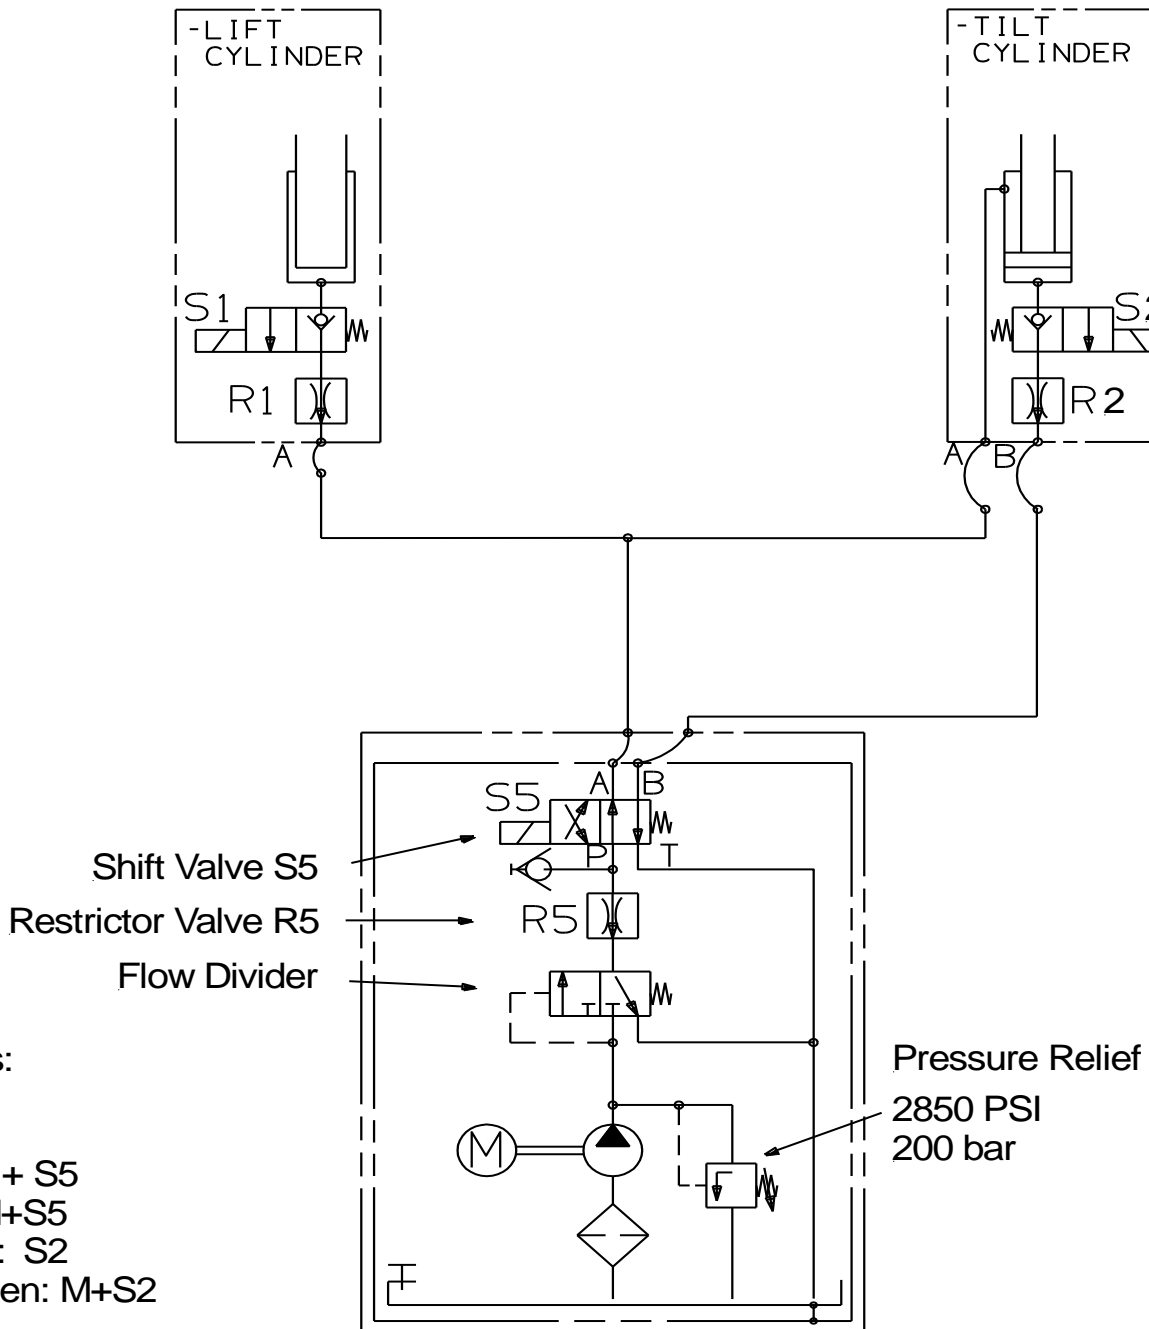 -LIFT
CYLINDER
-TILT
CYLINDER
S1
S2
R1
R2
A
A B
A B
S5
P T
Shift Valve S5
R5
Restrictor Valve R5
Flow Divider
s:
Pressure Relief
2850 PSI
200 bar
M
+ S5
+S5
: S2
en: M+S2